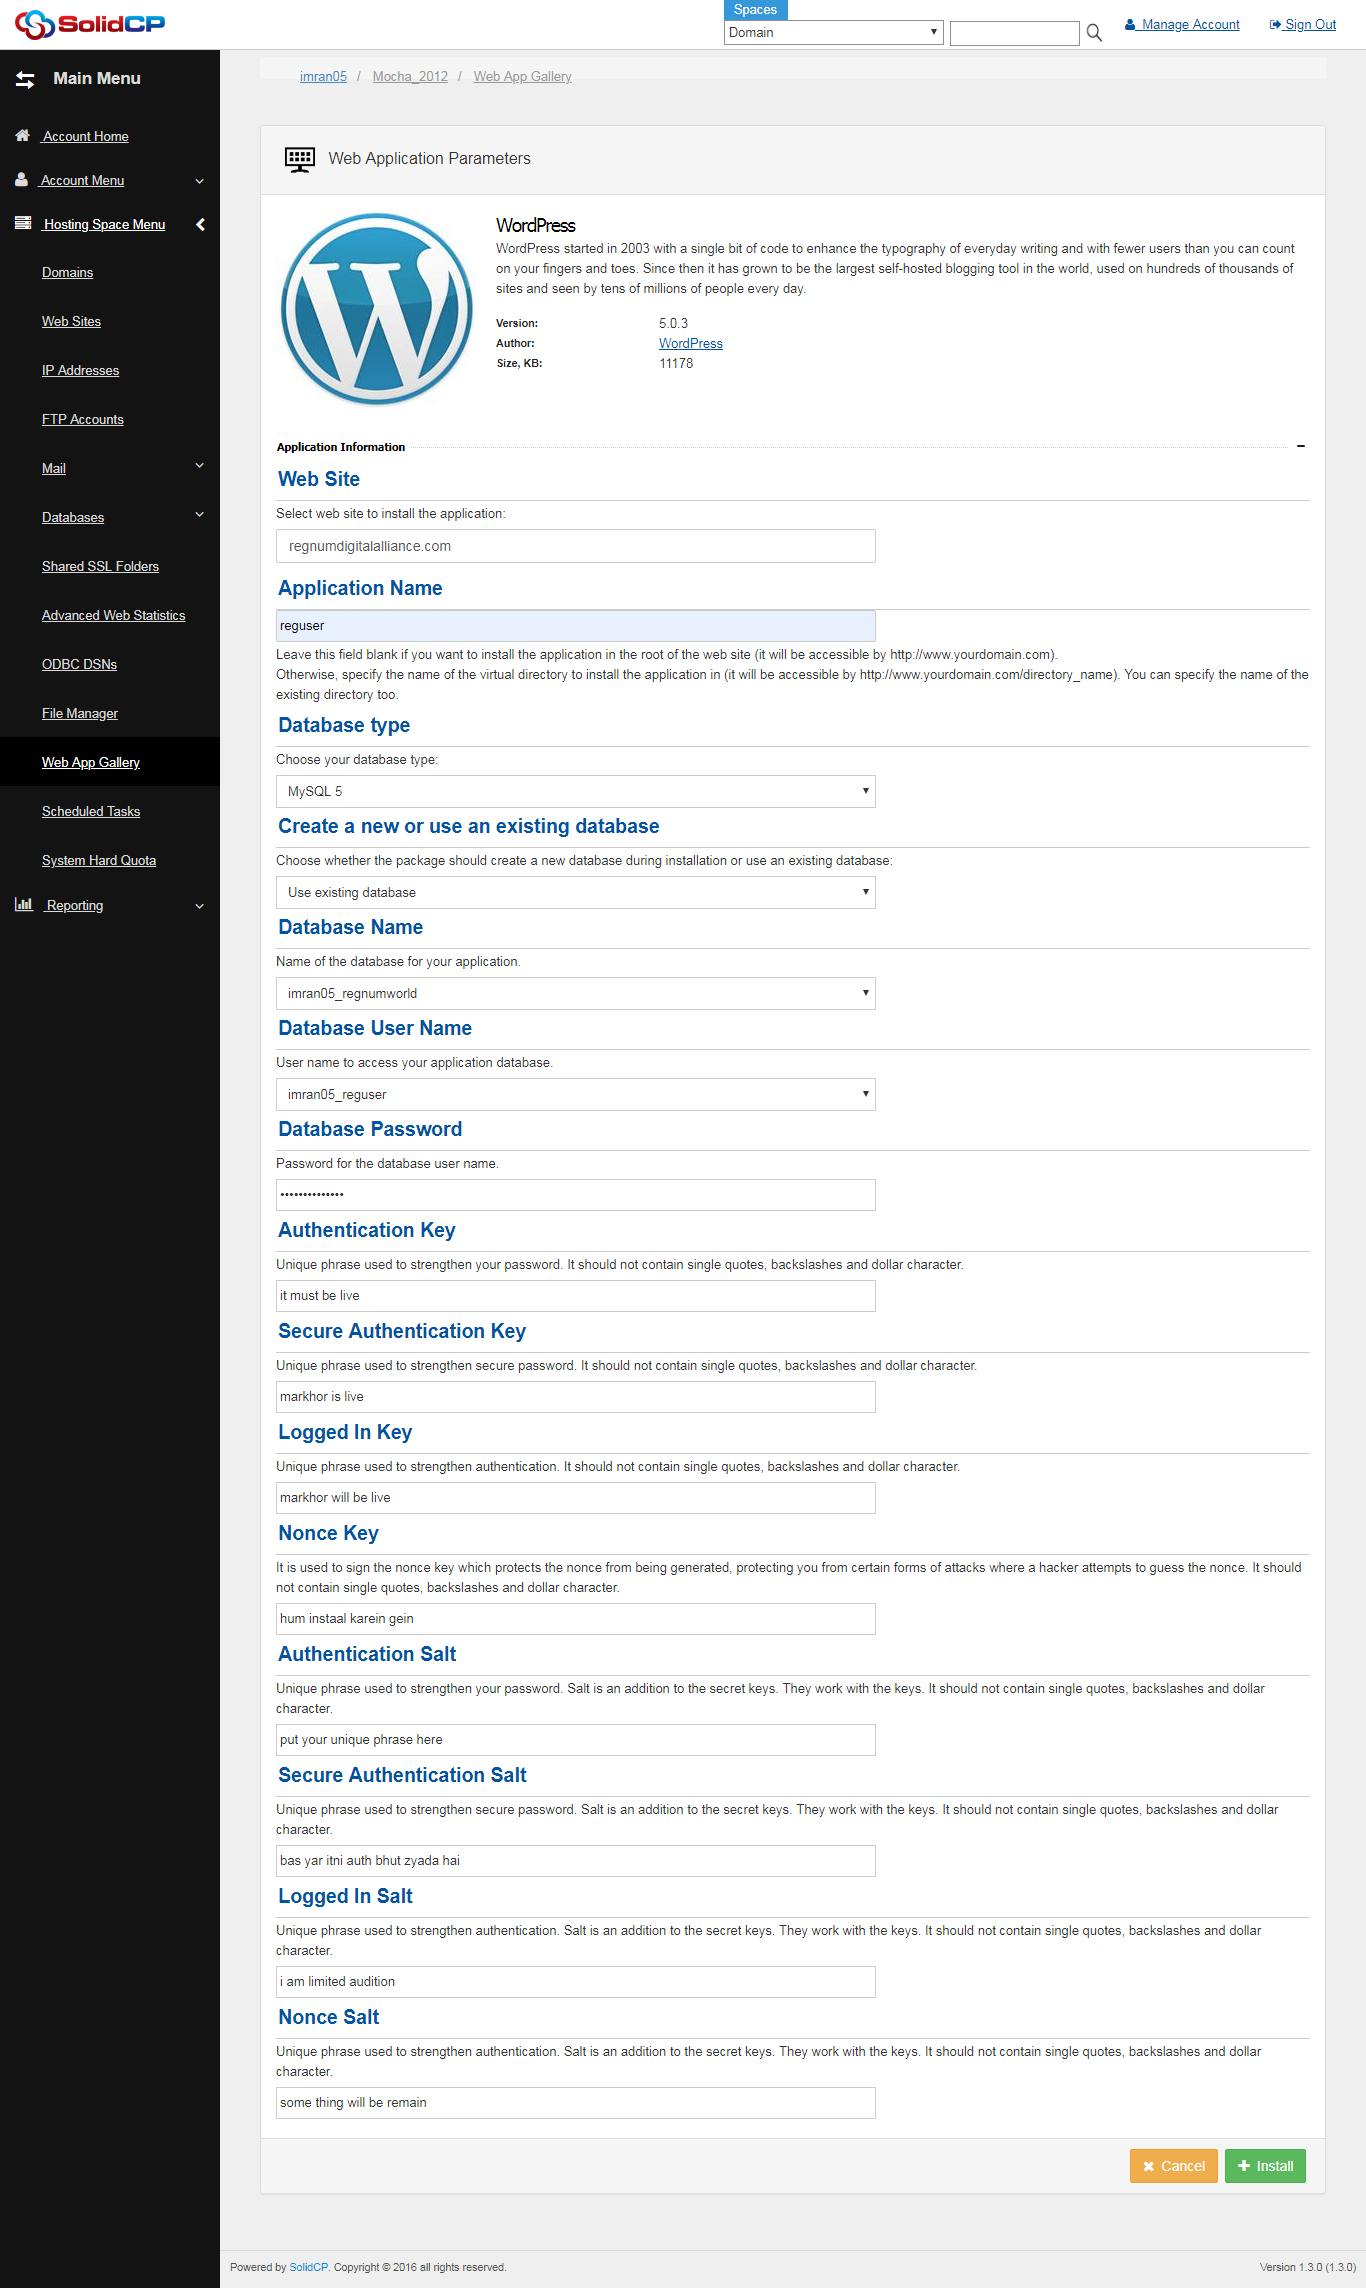 SolidCP
Spaces
Domain
Manage Account
Sign Out
Main Menu
Account Home
Account Menu
Hosting Space Menu
Domains
Web Sites
IP Addresses
FTP Accounts
Mail
Databases
Shared SSL Folders
Advanced Web Statistics
ODBC DSNs
File Manager
Web App Gallery
Scheduled Tasks
System Hard Quota
Reporting
imran05 / Mocha_2012 / Web App Gallery
Web Application Parameters
WordPress
WordPress started in 2003 with a single bit of code to enhance the typography of everyday writing and with fewer users than you can count
on your fingers and toes. Since then it has grown to be the largest self-hosted blogging tool in the world, used on hundreds of thousands of
sites and seen by tens of millions of people every day.
Version: 5.0.3
Author: WordPress
Size, KB: 11178
Application Information
Web Site
Select web site to install the application:
regnumdigitalalliance.com
Application Name
reguser
Leave this field blank if you want to install the application in the root of the web site (it will be accessible by http://www.yourdomain.com).
Otherwise, specify the name of the virtual directory to install the application in (it will be accessible by http://www.yourdomain.com/directory_name). You can specify the name of the
existing directory too.
Database type
Choose your database type:
MySQL 5
Create a new or use an existing database
Choose whether the package should create a new database during installation or use an existing database:
Use existing database
Database Name
Name of the database for your application.
imran05_regnumworld
Database User Name
User name to access your application database.
imran05_reguser
Database Password
Password for the database user name.
••••••••••••••
Authentication Key
Unique phrase used to strengthen your password. It should not contain single quotes, backslashes and dollar character.
it must be live
Secure Authentication Key
Unique phrase used to strengthen secure password. It should not contain single quotes, backslashes and dollar character.
markhor is live
Logged In Key
Unique phrase used to strengthen authentication. It should not contain single quotes, backslashes and dollar character.
markhor will be live
Nonce Key
It is used to sign the nonce key which protects the nonce from being generated, protecting you from certain forms of attacks where a hacker attempts to guess the nonce. It should
not contain single quotes, backslashes and dollar character.
hum instaal karein gein
Authentication Salt
Unique phrase used to strengthen your password. Salt is an addition to the secret keys. They work with the keys. It should not contain single quotes, backslashes and dollar
character.
put your unique phrase here
Secure Authentication Salt
Unique phrase used to strengthen secure password. Salt is an addition to the secret keys. They work with the keys. It should not contain single quotes, backslashes and dollar
character.
bas yar itni auth bhut zyada hai
Logged In Salt
Unique phrase used to strengthen authentication. Salt is an addition to the secret keys. They work with the keys. It should not contain single quotes, backslashes and dollar
character.
i am limited audition
Nonce Salt
Unique phrase used to strengthen authentication. Salt is an addition to the secret keys. They work with the keys. It should not contain single quotes, backslashes and dollar
character.
some thing will be remain
Cancel
Install
Powered by SolidCP. Copyright © 2016 all rights reserved.
Version 1.3.0 (1.3.0)